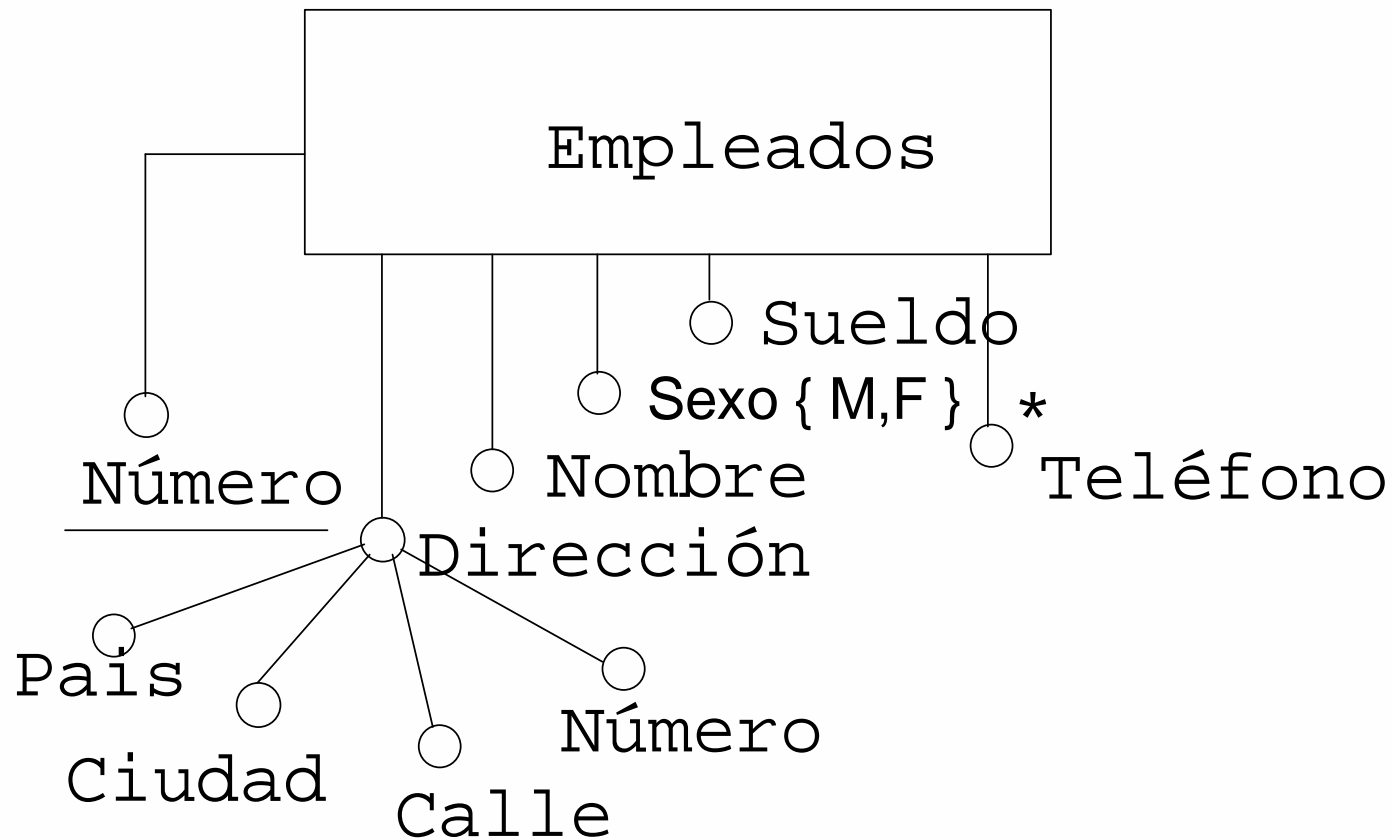 Empleados
Sueldo
Sexo { M,F }
*
Teléfono
Número
Nombre
Dirección
Pais
Ciudad
Calle
Número